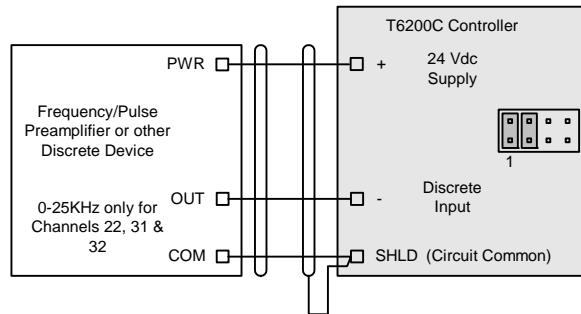 T6200C Controller
PWR
+
24 Vdc
Supply
Frequency/Pulse
Preamplifier or other
Discrete Device
1
0-25KHz only for
Channels 22, 31 &
32
OUT
-
Discrete
Input
COM
SHLD (Circuit Common)